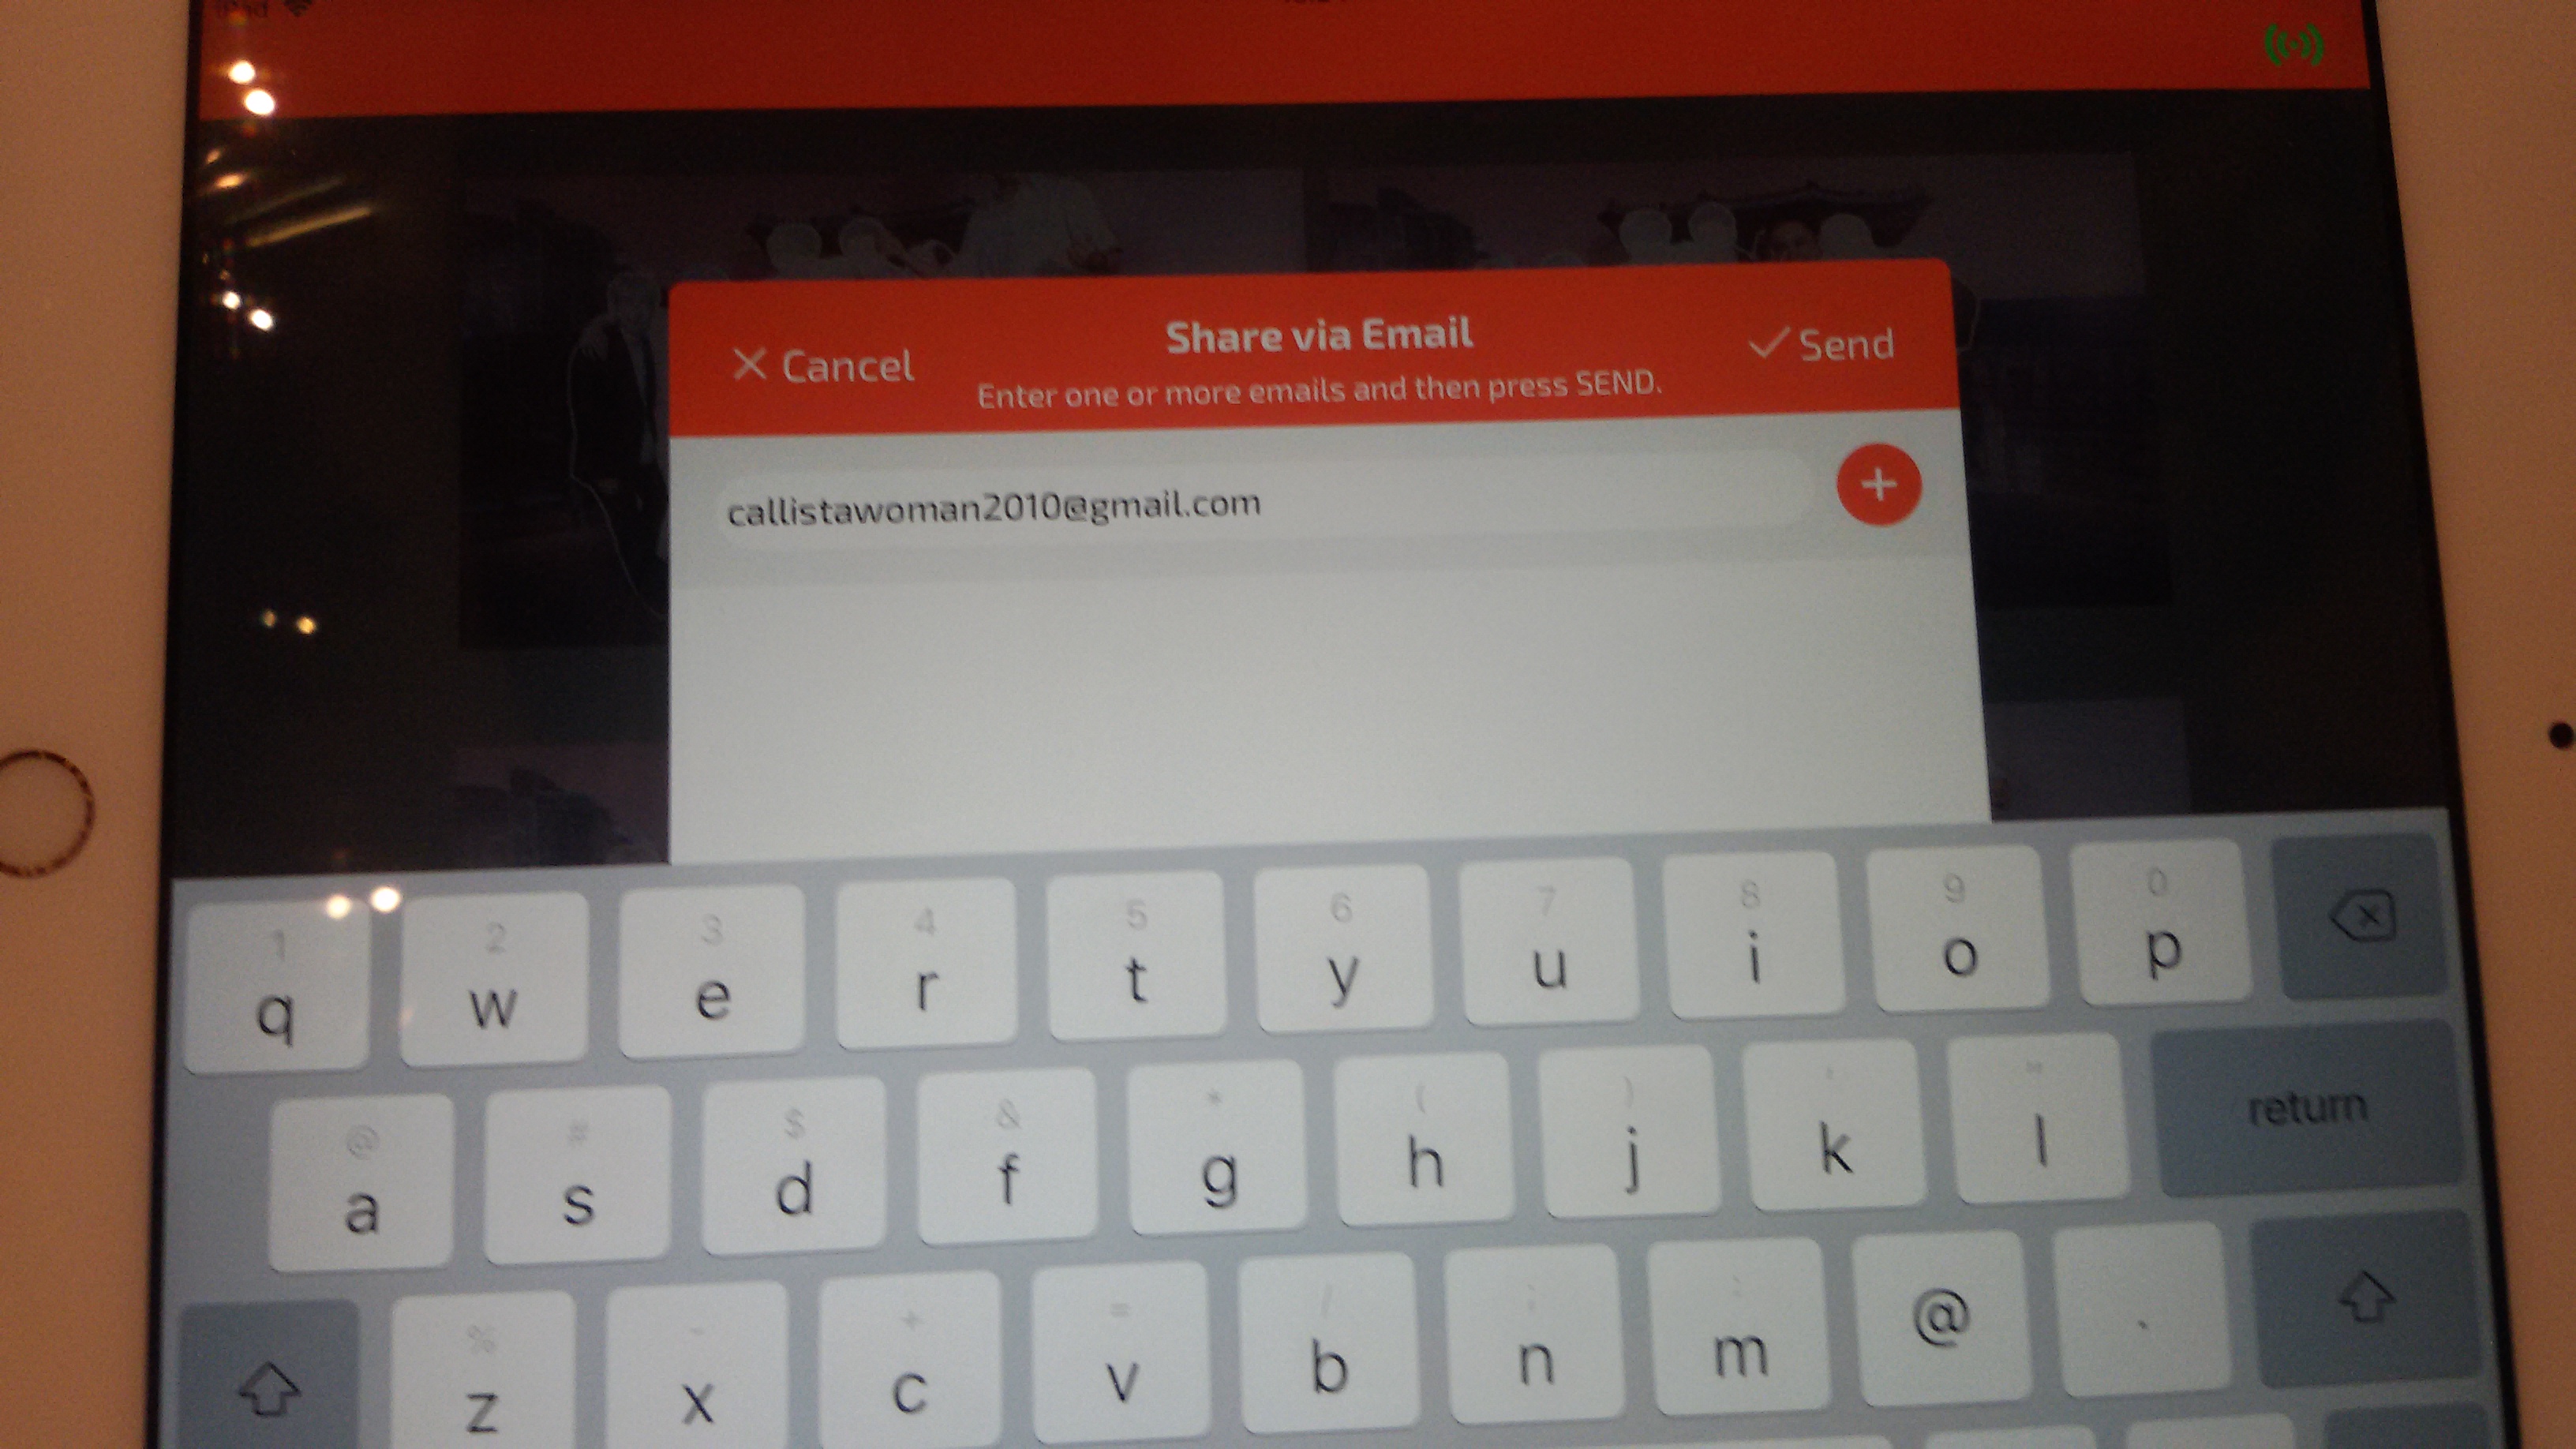 iPad
Cancel
Share via Email
Send
Enter one or more emails and then press SEND.
callistawoman2010@gmail.com
+
1 2 3 4 5 6 7 8 9 0
q w e r t y u i o p
@ # $ & * ( ) ' "
a s d f g h j k l return
% - + = / ; :
z x c v b n m @ .